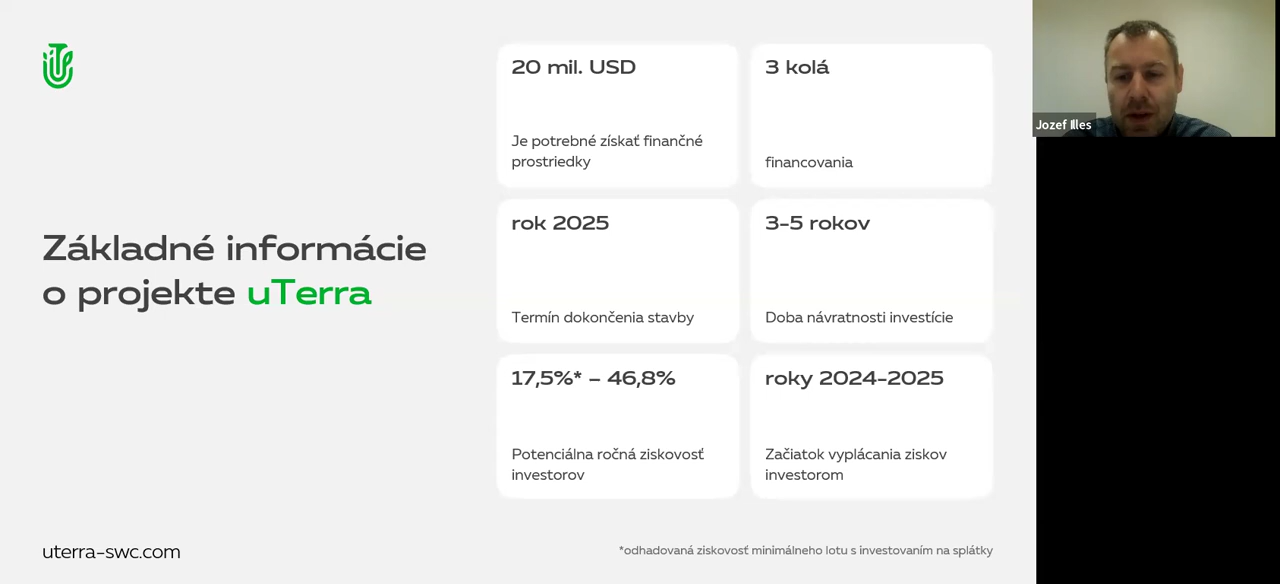 Základné informácie
o projekte uTerra
20 mil. USD
Je potrebné získať finančné
prostriedky
3 kolá
financovania
rok 2025
Termín dokončenia stavby
3-5 rokov
Doba návratnosti investície
17,5%* – 46,8%
Potenciálna ročná ziskovosť
investorov
roky 2024-2025
Začiatok vyplácania ziskov
investorom
uterra-swc.com
*odhadovaná ziskovosť minimálneho lotu s investovaním na splátky
Jozef Illes